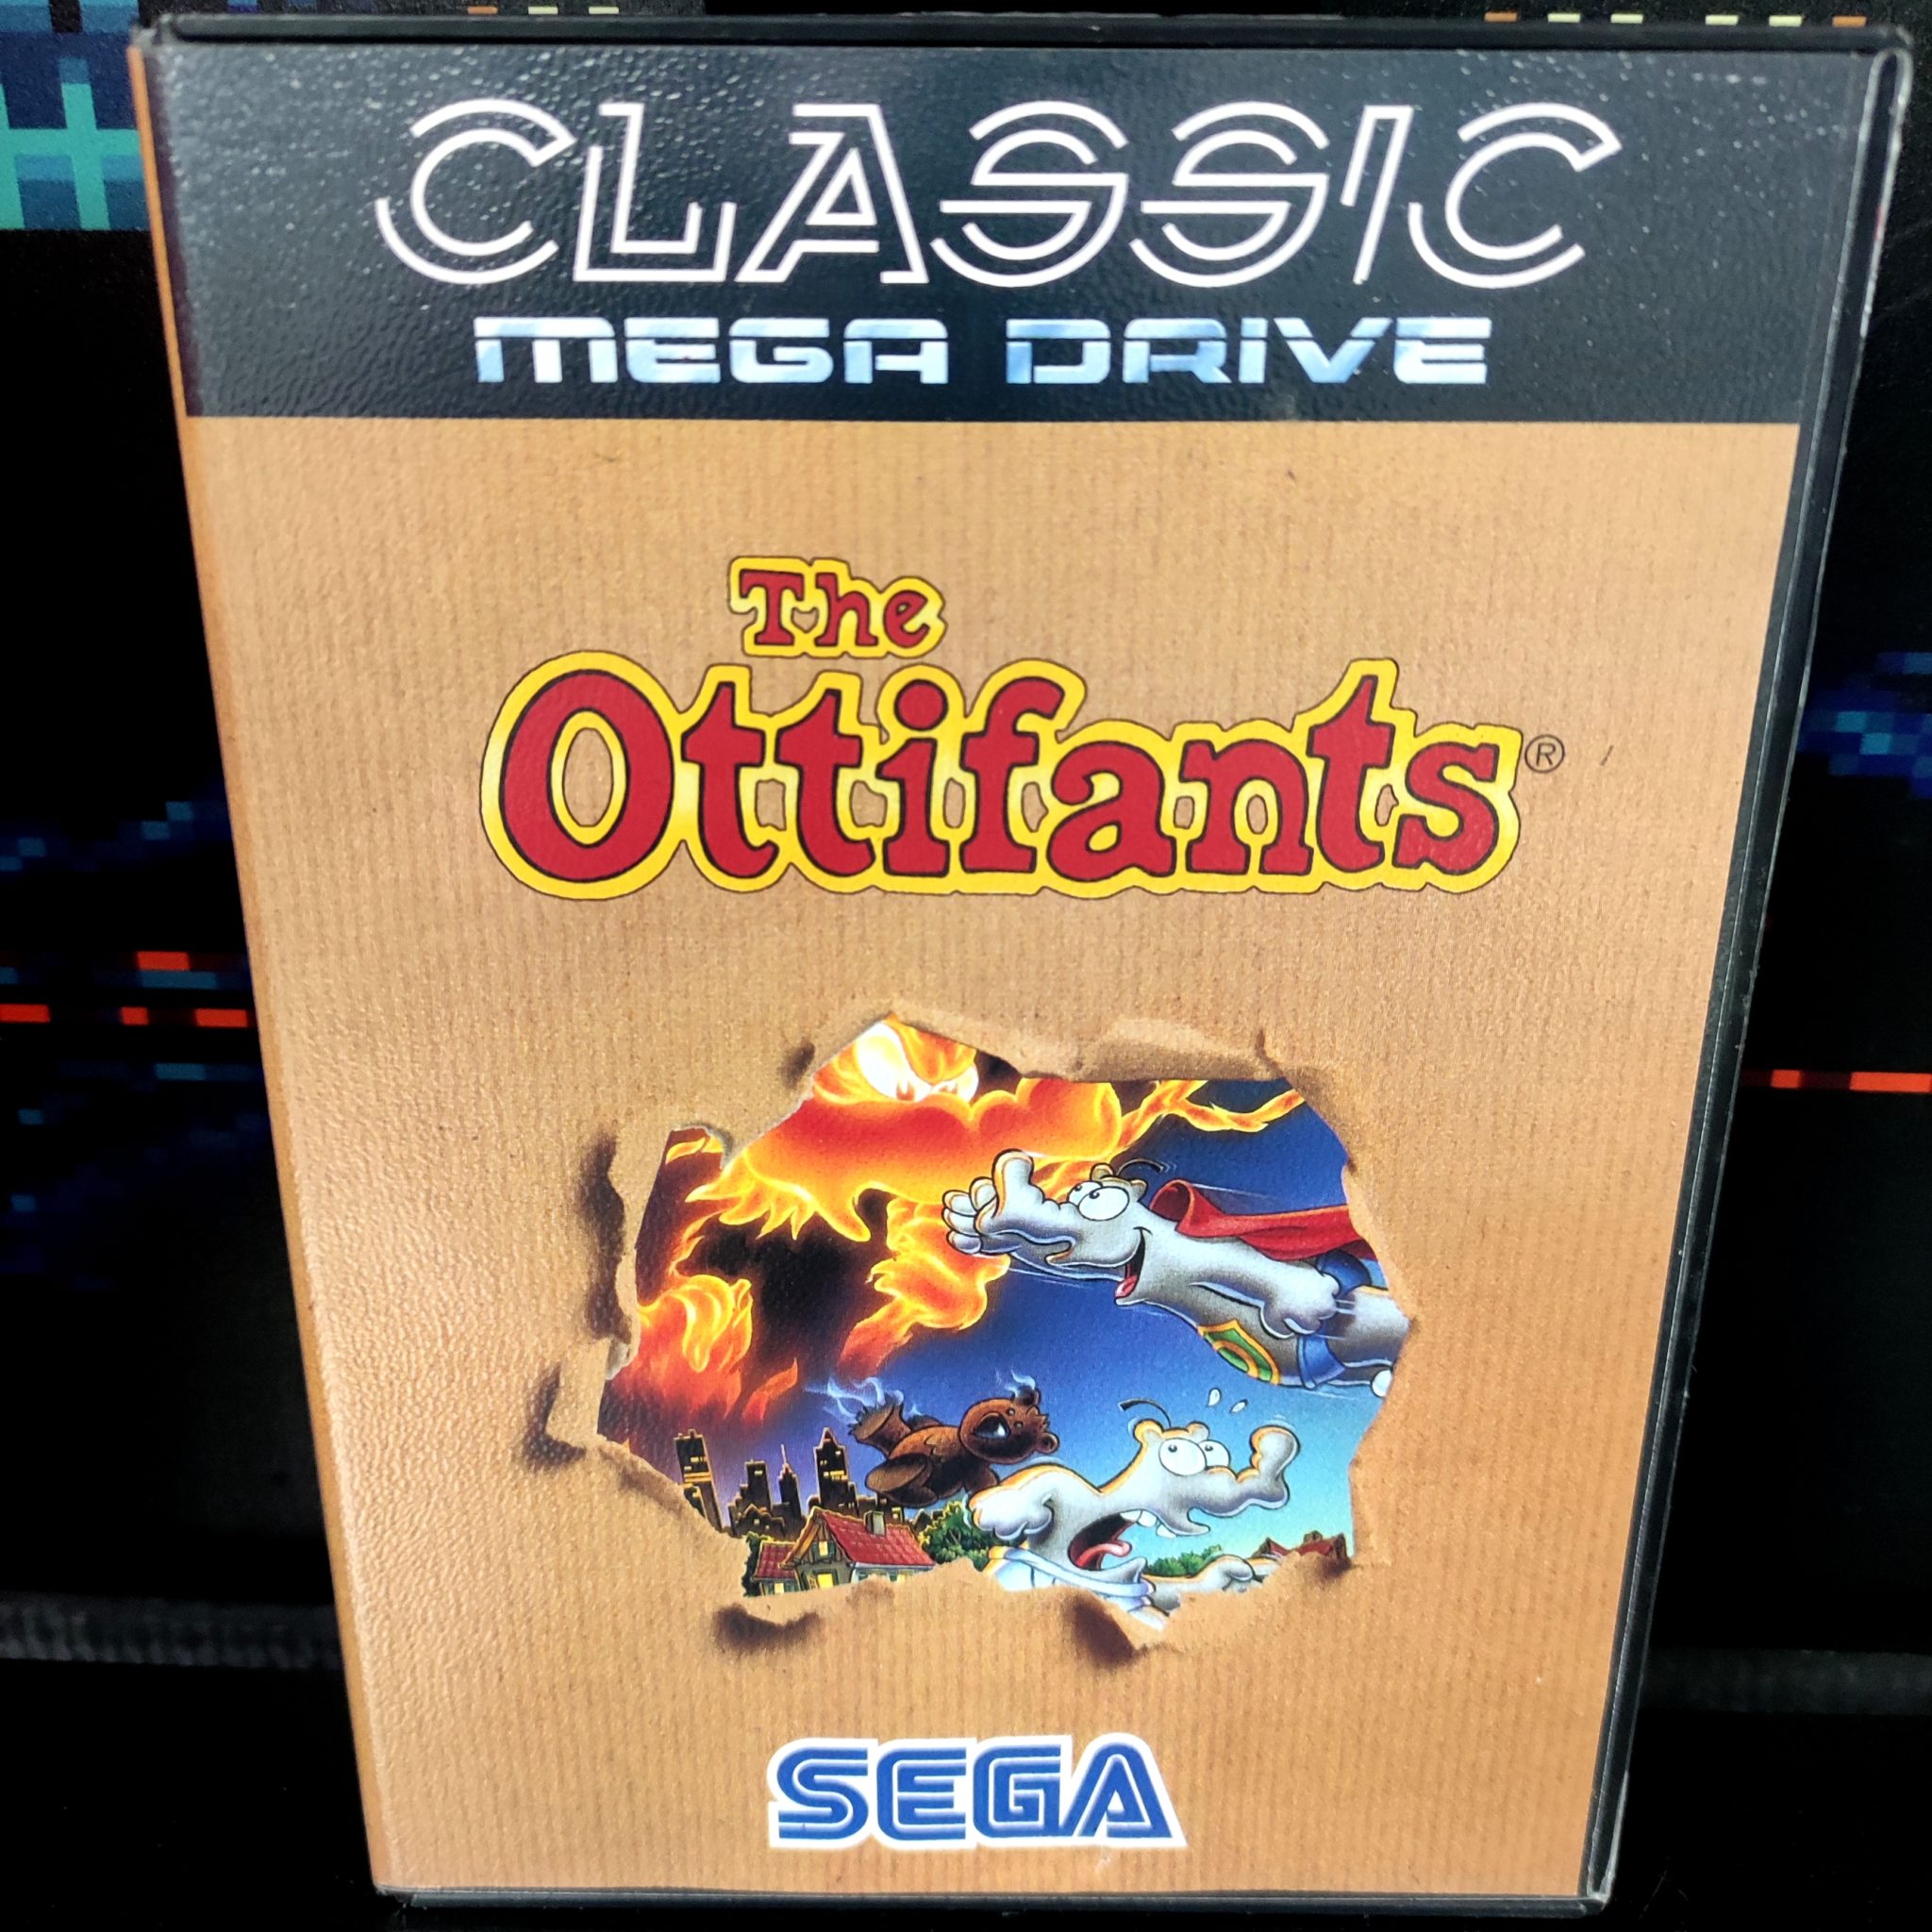 CLASSIC
MEGA DRIVE
The
Ottifants®
SEGA